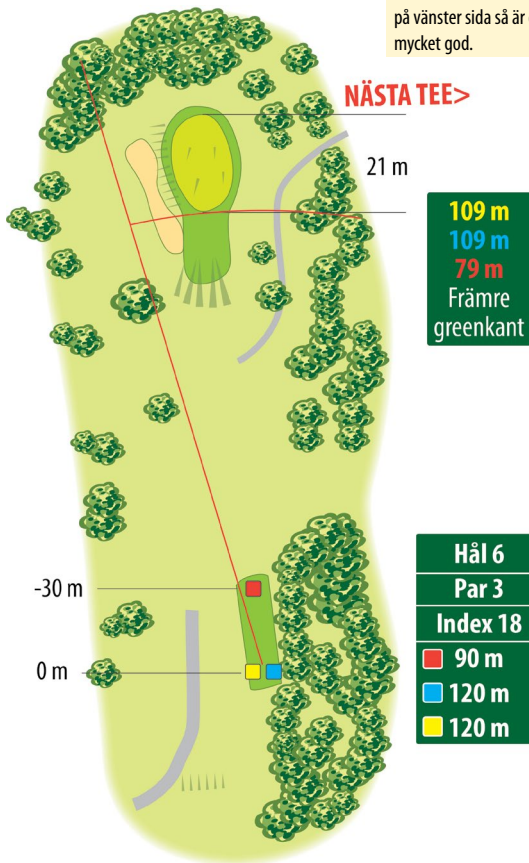 på vänster sida så är
mycket god.
NÄSTA TEE>
21 m
109 m
109 m
79 m
Främre
greenkant
-30 m
0 m
Hål 6
Par 3
Index 18
90 m
120 m
120 m